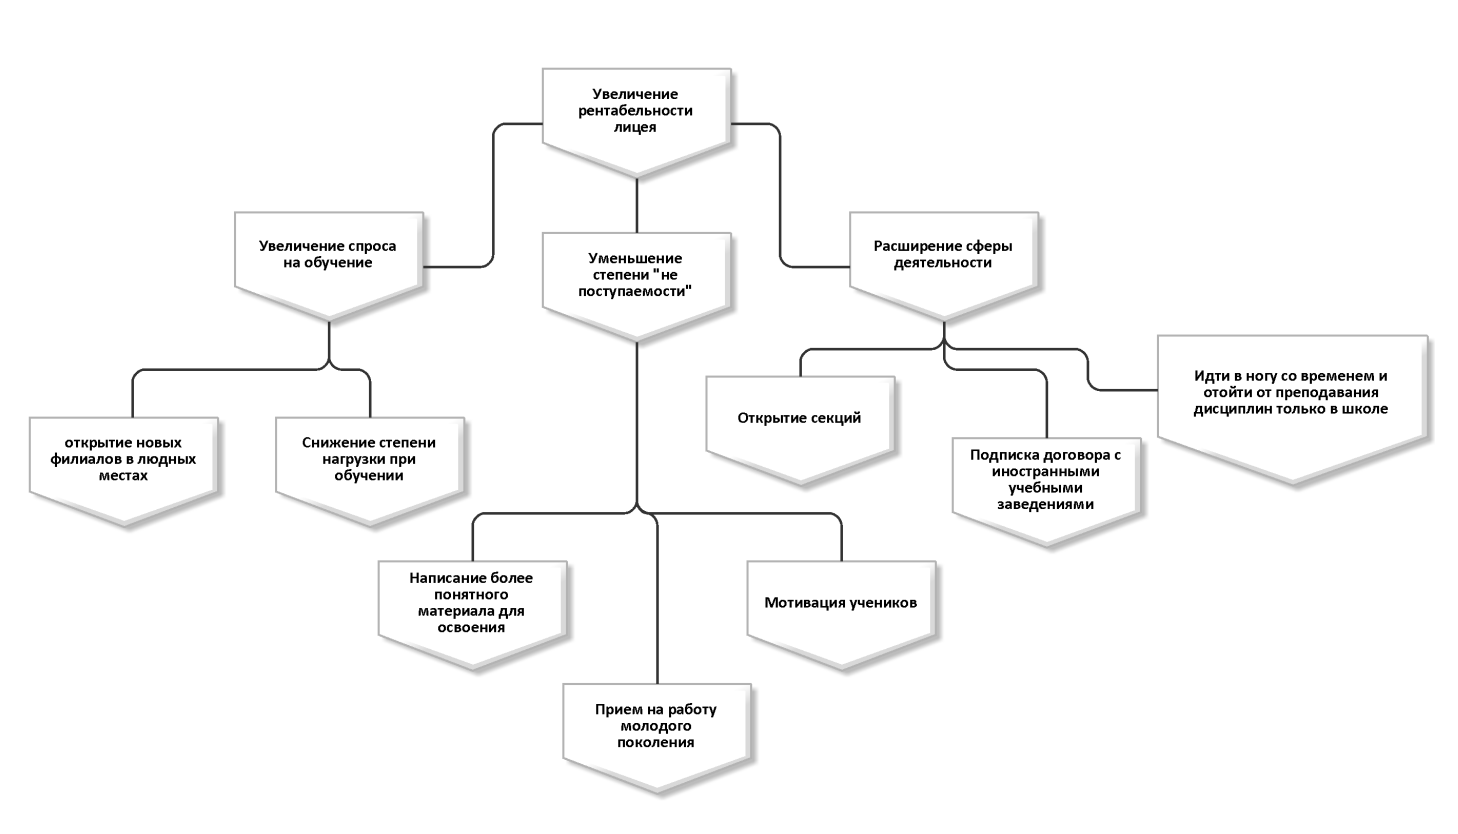 Увеличение
рентабельности
лицея
Увеличение спроса
на обучение
Уменьшение
степени "не
поступаемости"
Расширение сферы
деятельности
открытие новых
филиалов в людных
местах
Снижение степени
нагрузки при
обучении
Открытие секций
Подписка договора с
иностранными
учебными
заведениями
Идти в ногу со временем и
отойти от преподавания
дисциплин только в школе
Написание более
понятного
материала для
освоения
Прием на работу
молодого
поколения
Мотивация учеников